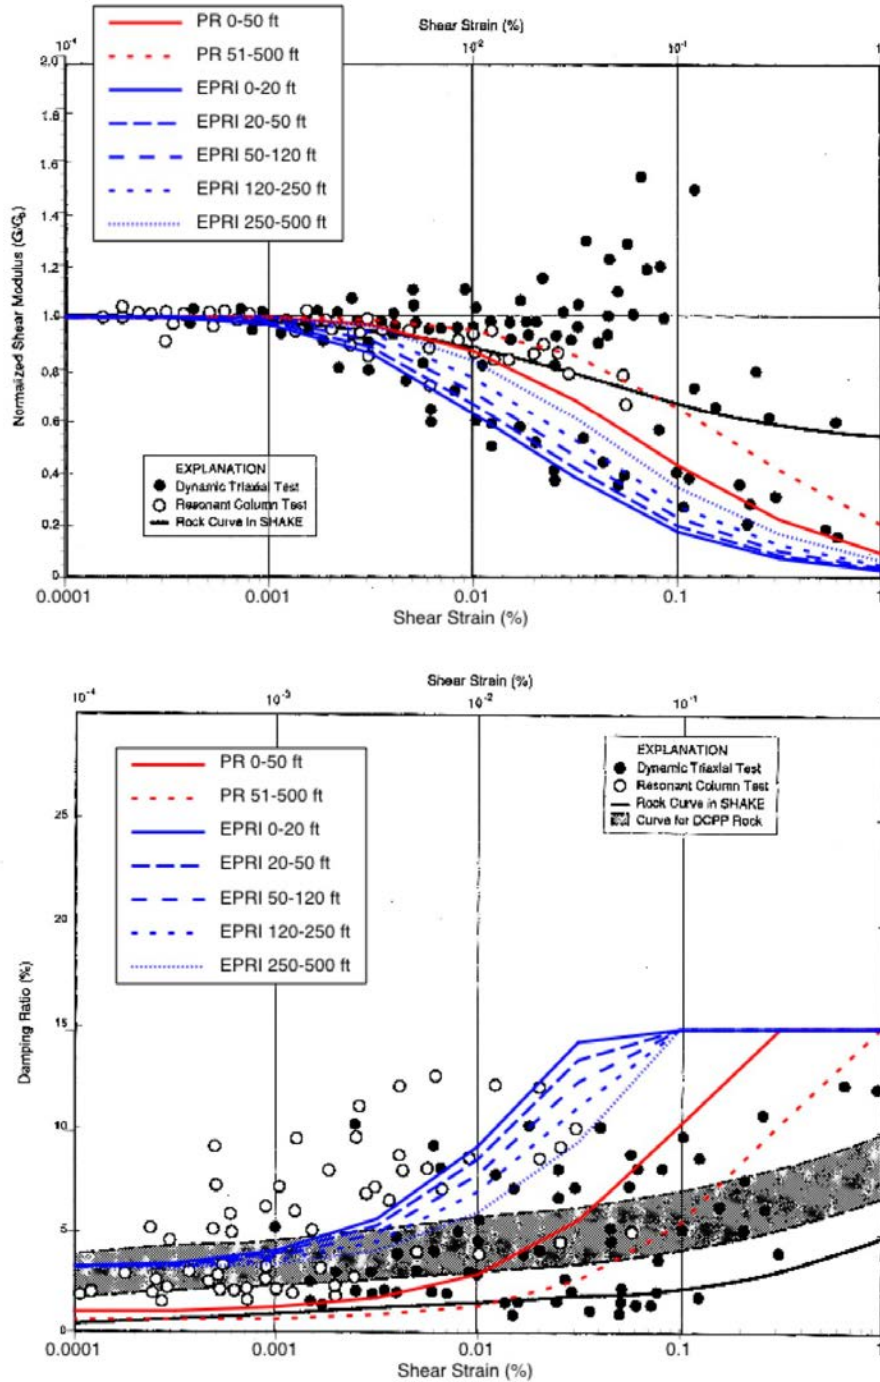 Shear Strain (%)
10⁻⁴
10⁻²
10⁻¹
1
PR 0-50 ft
PR 51-500 ft
EPRI 0-20 ft
EPRI 20-50 ft
EPRI 50-120 ft
EPRI 120-250 ft
EPRI 250-500 ft
Normalized Shear Modulus (G/G₀)
2.0
1.8
1.6
1.4
1.2
1.0
0.8
0.6
0.4
0.2
0
EXPLANATION
Dynamic Triaxial Test
Resonant Column Test
Rock Curve in SHAKE
0.0001
0.001
0.01
0.1
1
Shear Strain (%)
Shear Strain (%)
10⁻⁴
10⁻³
10⁻²
10⁻¹
PR 0-50 ft
PR 51-500 ft
EPRI 0-20 ft
EPRI 20-50 ft
EPRI 50-120 ft
EPRI 120-250 ft
EPRI 250-500 ft
EXPLANATION
Dynamic Triaxial Test
Resonant Column Test
Rock Curve in SHAKE
Curve for DCPP Rock
Damping Ratio (%)
25
20
15
10
5
0
0.0001
0.001
0.01
0.1
1
Shear Strain (%)